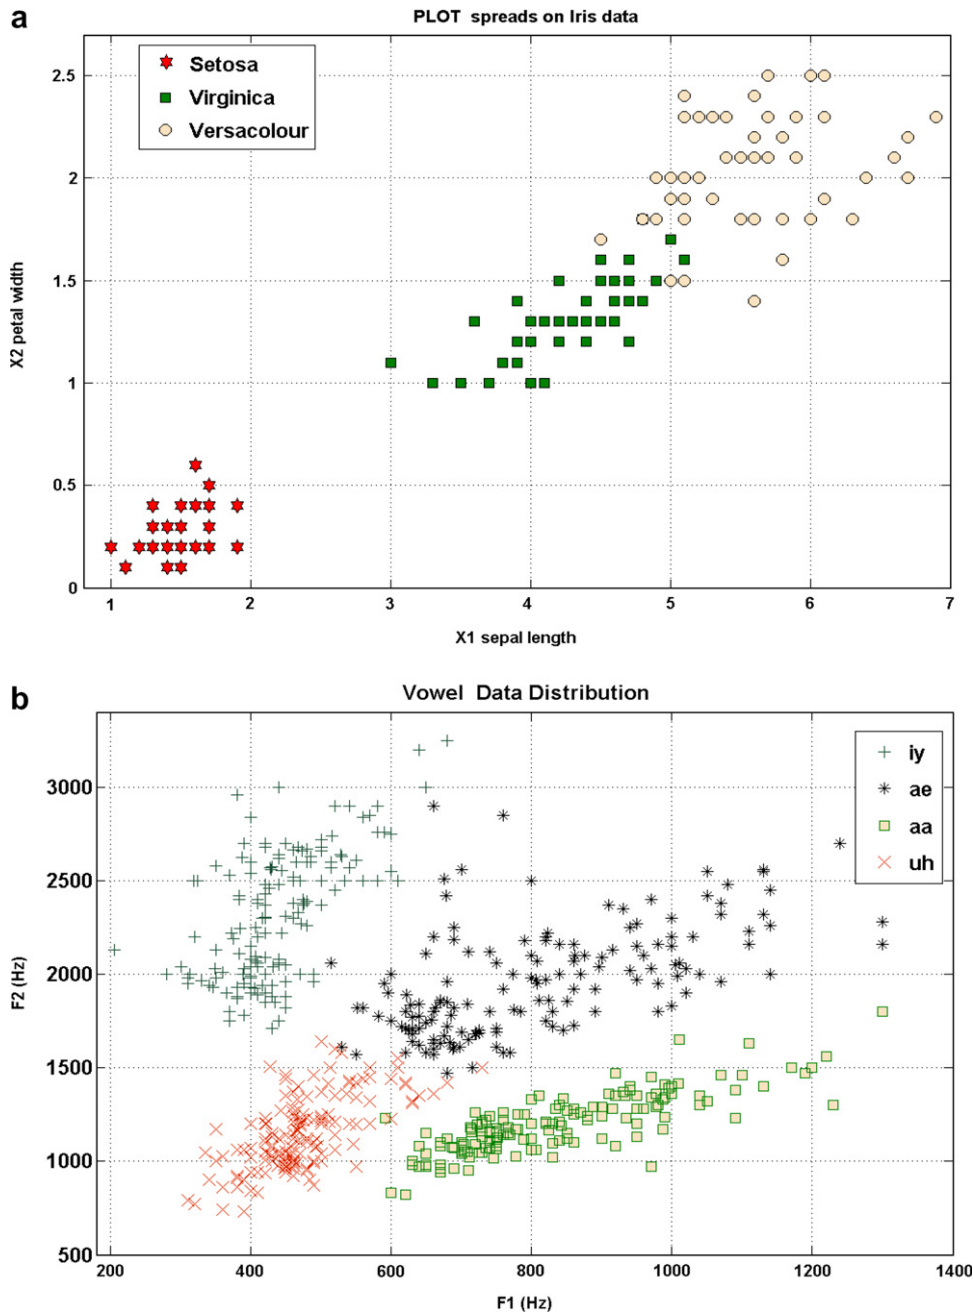 a
PLOT spreads on Iris data
Setosa
Virginica
Versacolour
2.5
2
1.5
1
0.5
0
X2 petal width
1 2 3 4 5 6 7
X1 sepal length
b
Vowel Data Distribution
iy
ae
aa
uh
3000
2500
2000
1500
1000
500
F2 (Hz)
200 400 600 800 1000 1200 1400
F1 (Hz)